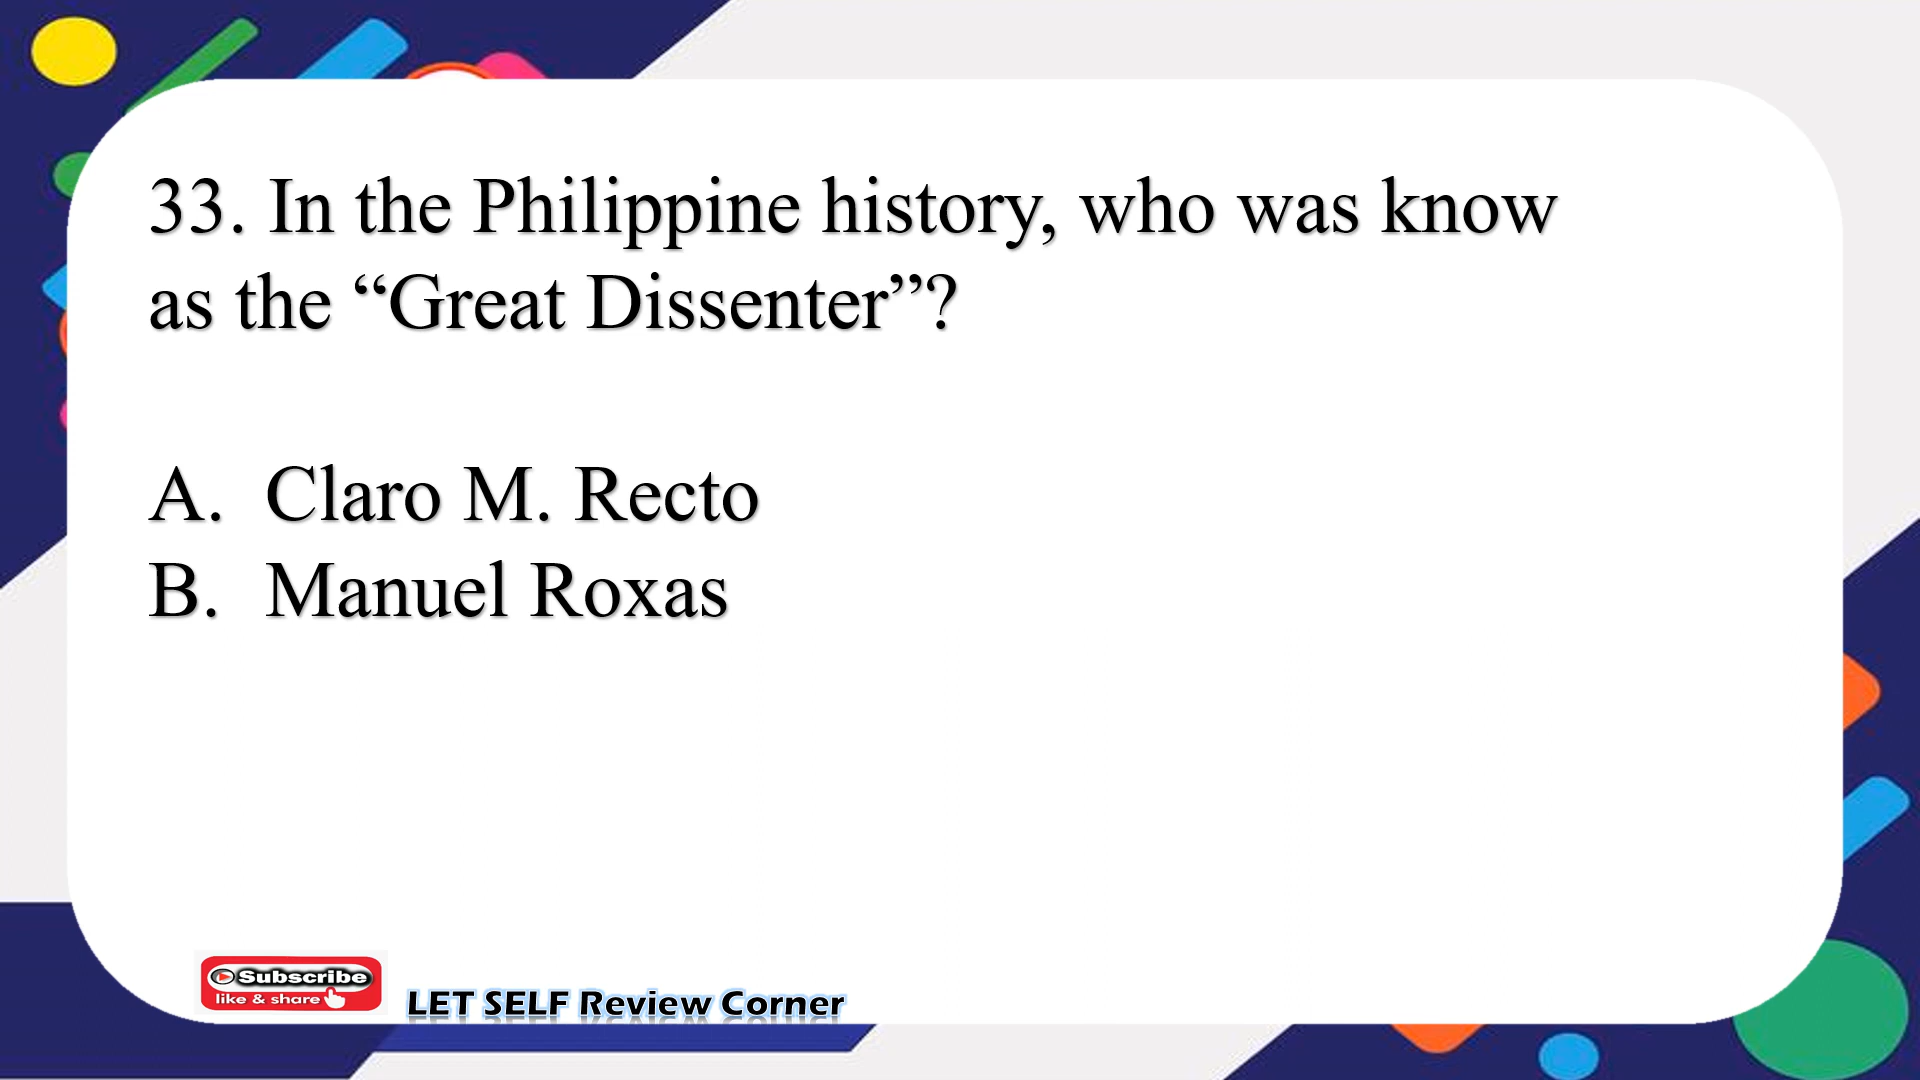 33. In the Philippine history, who was know
as the “Great Dissenter”?
A. Claro M. Recto
B. Manuel Roxas
Subscribe
like & share
LET SELF Review Corner